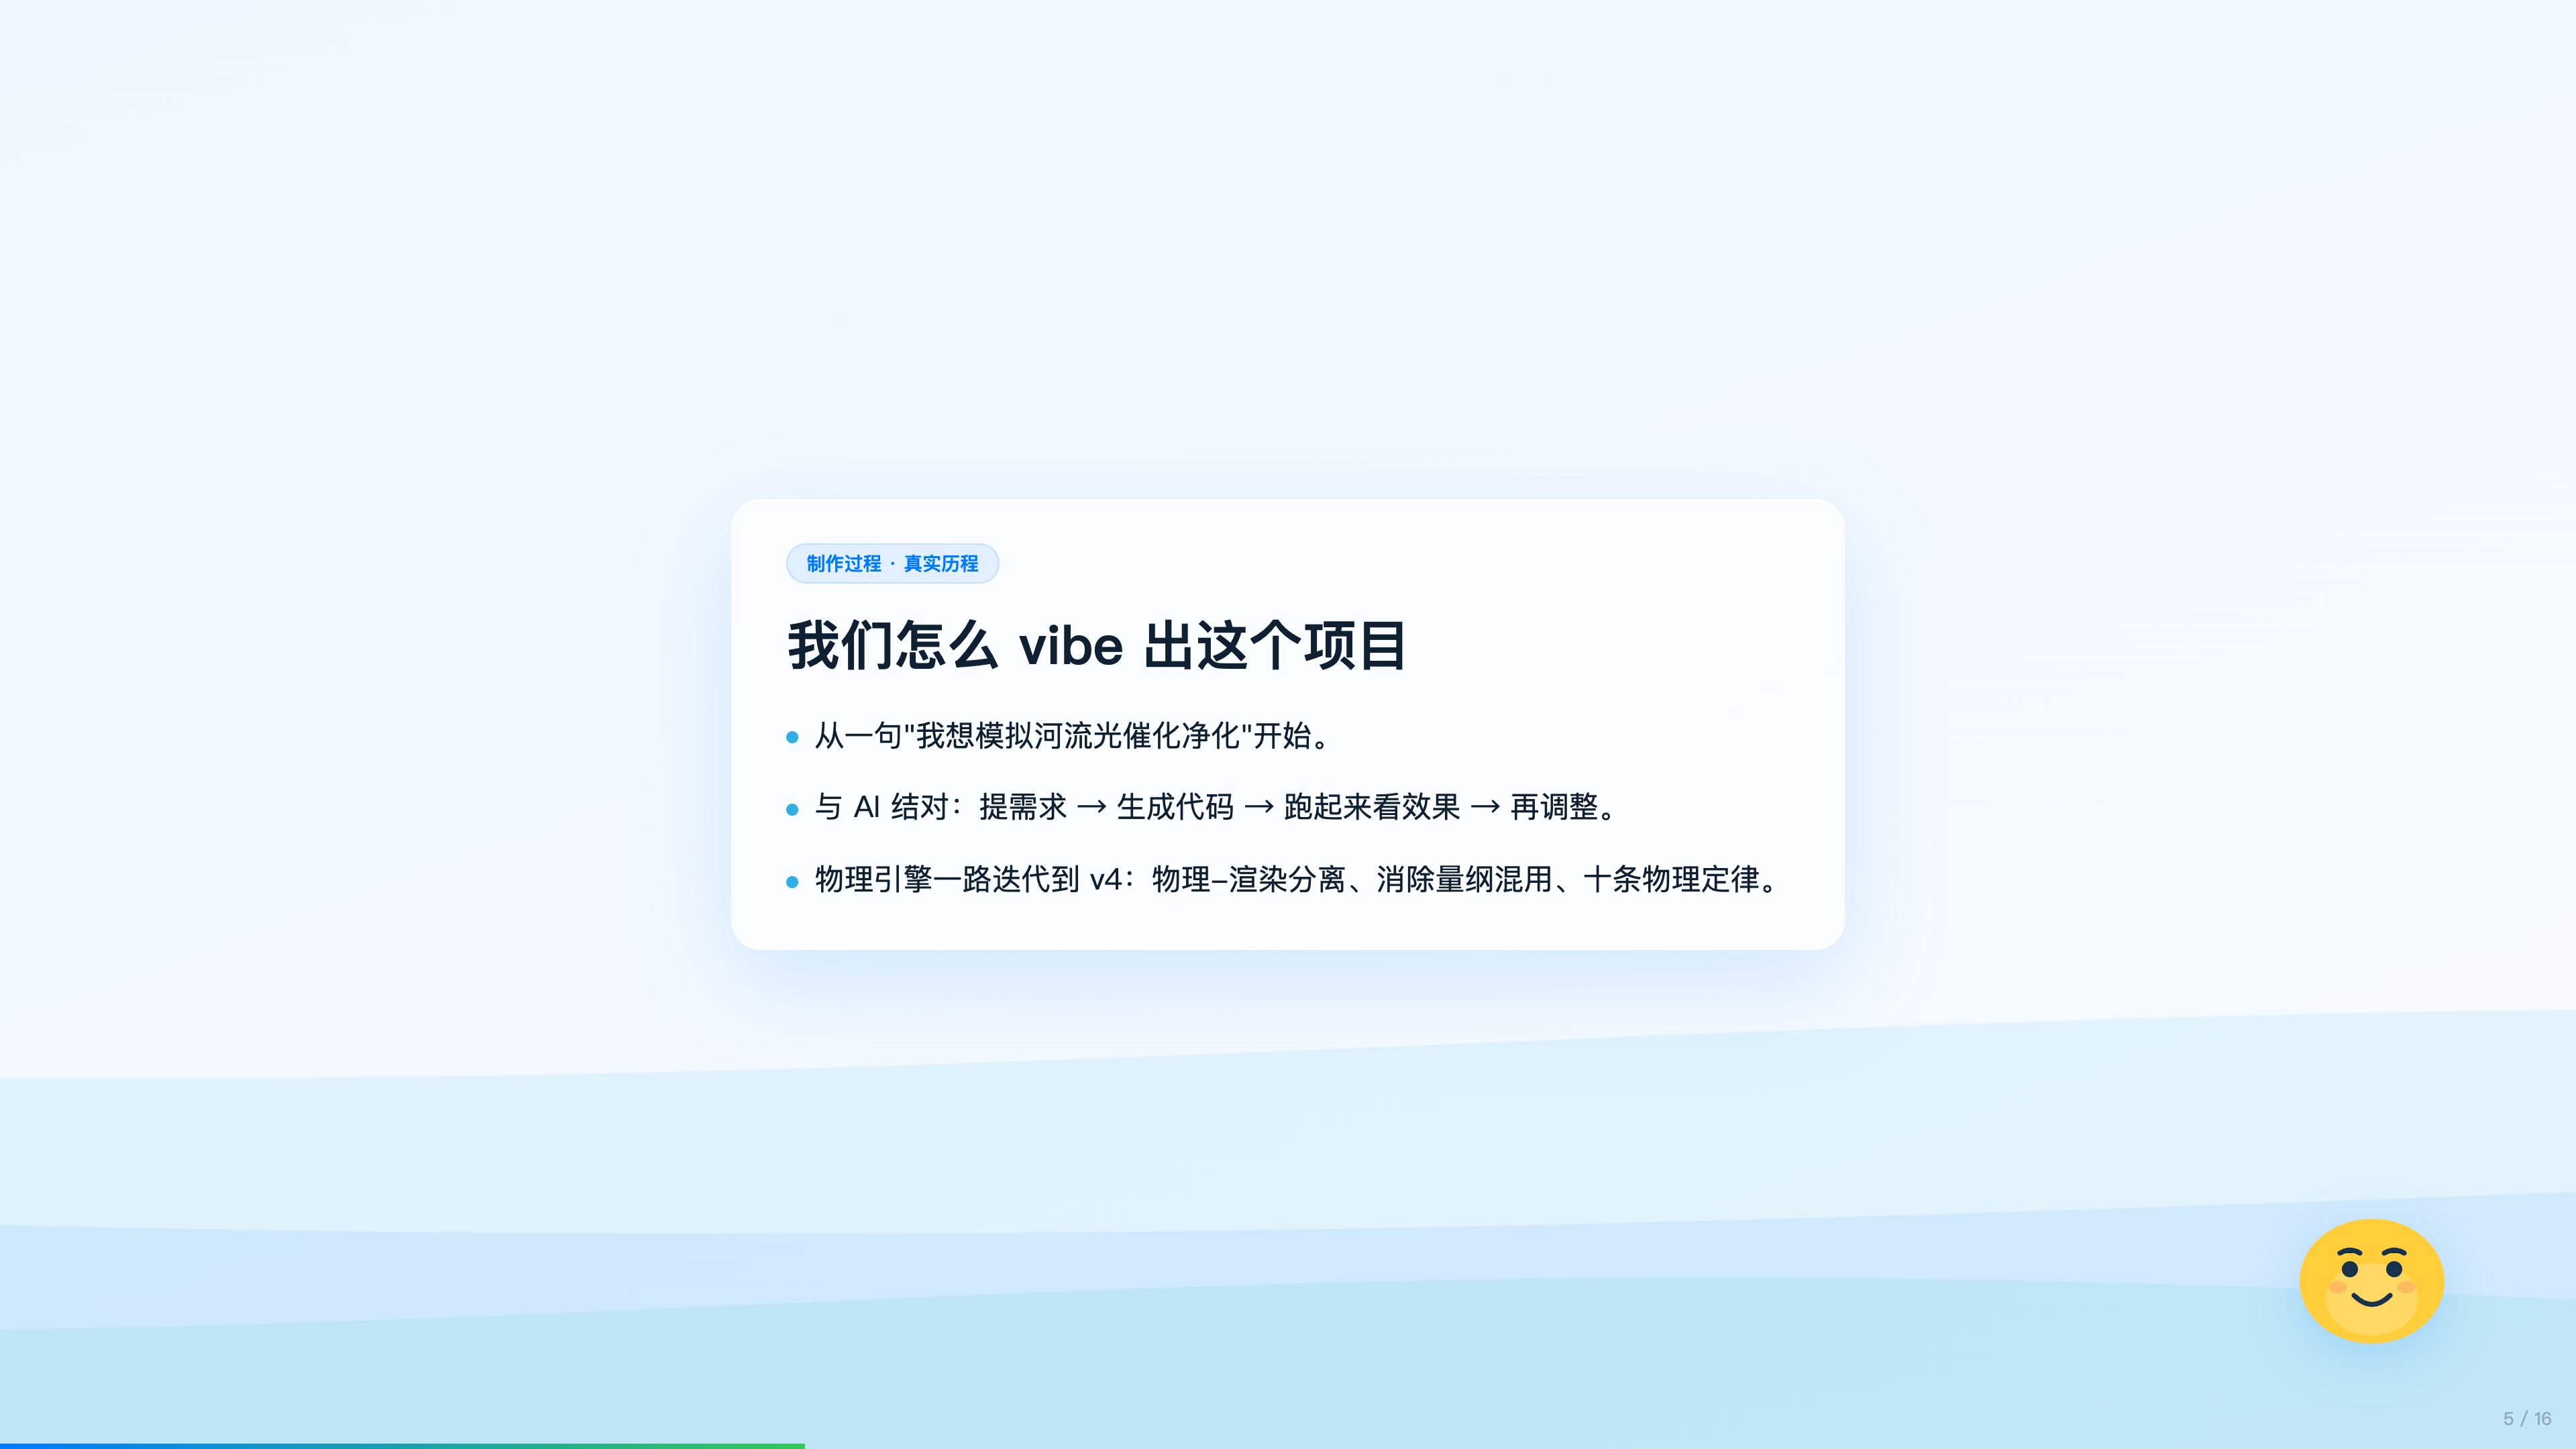 制作过程 · 真实历程
我们怎么 vibe 出这个项目
从一句"我想模拟河流光催化净化"开始。
与 AI 结对：提需求 → 生成代码 → 跑起来看效果 → 再调整。
物理引擎一路迭代到 v4：物理–渲染分离、消除量纲混用、十条物理定律。
5 / 16